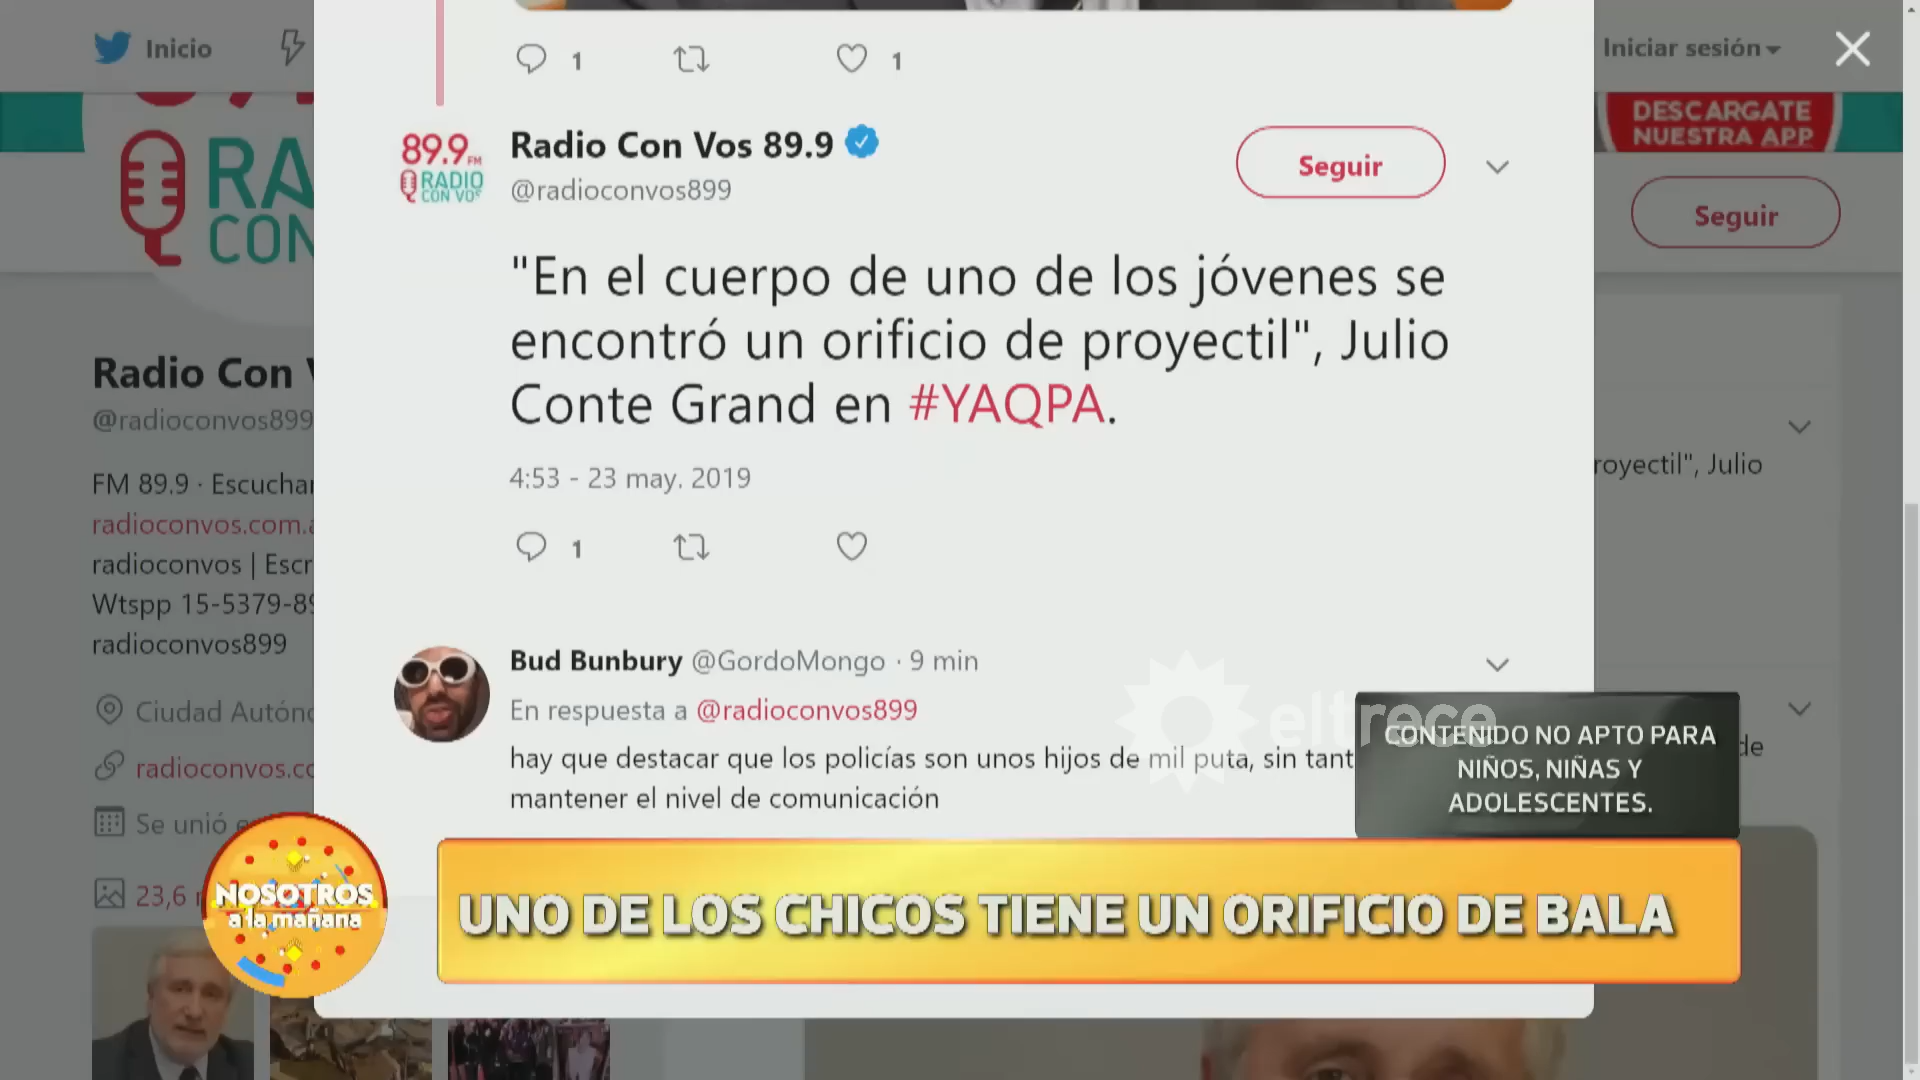 Inicio
Iniciar sesión
1
1
DESCARGATE
NUESTRA APP
89.9 FM
RADIO
CON VOS
Radio Con Vos 89.9
@radioconvos899
Seguir
RA
CON
Seguir
"En el cuerpo de uno de los jóvenes se
encontró un orificio de proyectil", Julio
Conte Grand en #YAQPA.
Radio Con
@radioconvos899
royectil", Julio
4:53 - 23 may. 2019
FM 89.9 · Escuchar
radioconvos.com.
1
radioconvos | Escr
Wtspp 15-5379-89
radioconvos899
Bud Bunbury @GordoMongo · 9 min
En respuesta a @radioconvos899
Ciudad Autóno
eltrece
hay que destacar que los policías son unos hijos de mil puta, sin tant
mantener el nivel de comunicación
de
CONTENIDO NO APTO PARA
NIÑOS, NIÑAS Y
ADOLESCENTES.
radioconvos.co
Se unió e
23,6
NOSOTROS
a la mañana
UNO DE LOS CHICOS TIENE UN ORIFICIO DE BALA